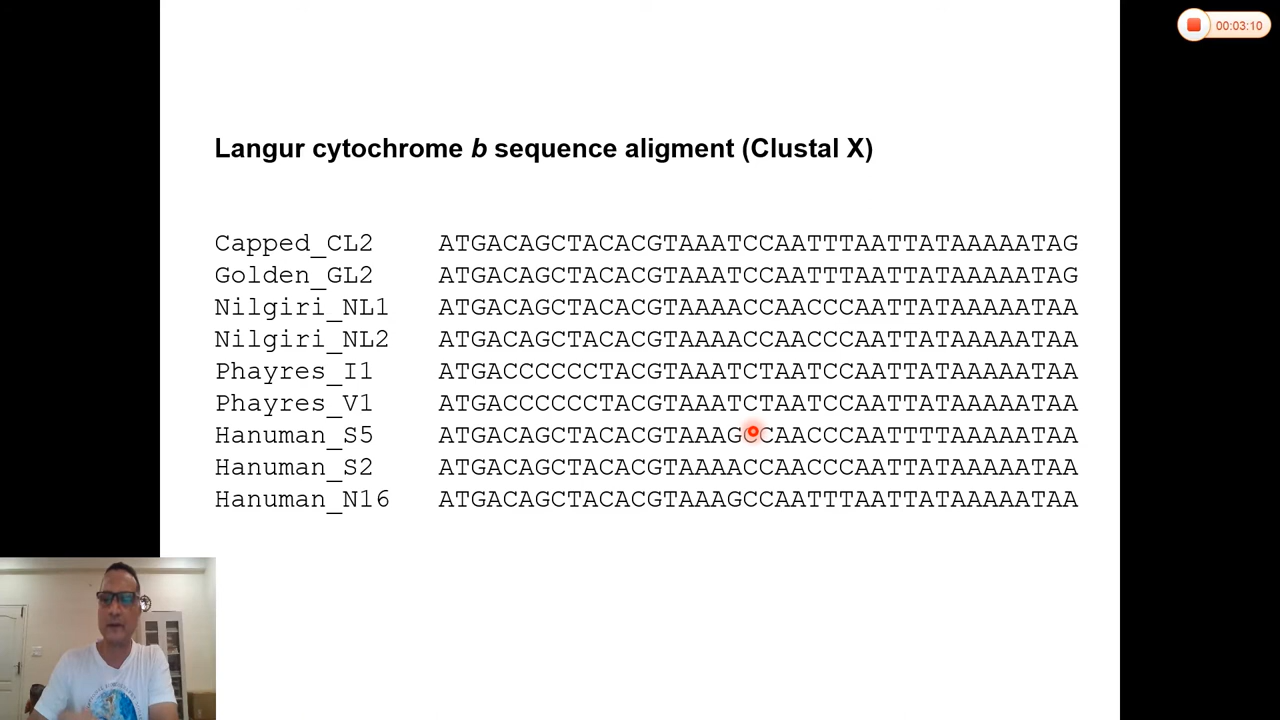 00:03:10
Langur cytochrome b sequence aligment (Clustal X)
Capped_CL2 ATGACAGCTACACGTAAATCCAATTTAATTATAAAAATAG
Golden_GL2 ATGACAGCTACACGTAAATCCAATTTAATTATAAAAATAG
Nilgiri_NL1 ATGACAGCTACACGTAAAACCAACCCAATTATAAAAATAA
Nilgiri_NL2 ATGACAGCTACACGTAAAACCAACCCAATTATAAAAATAA
Phayres_I1 ATGACCCCCCTACGTAAATCTAATCCAATTATAAAAATAA
Phayres_V1 ATGACCCCCCTACGTAAATCTAATCCAATTATAAAAATAA
Hanuman_S5 ATGACAGCTACACGTAAAGCCAACCCAATTTTAAAAATAA
Hanuman_S2 ATGACAGCTACACGTAAAACCAACCCAATTATAAAAATAA
Hanuman_N16 ATGACAGCTACACGTAAAGCCAATTTAATTATAAAAATAA